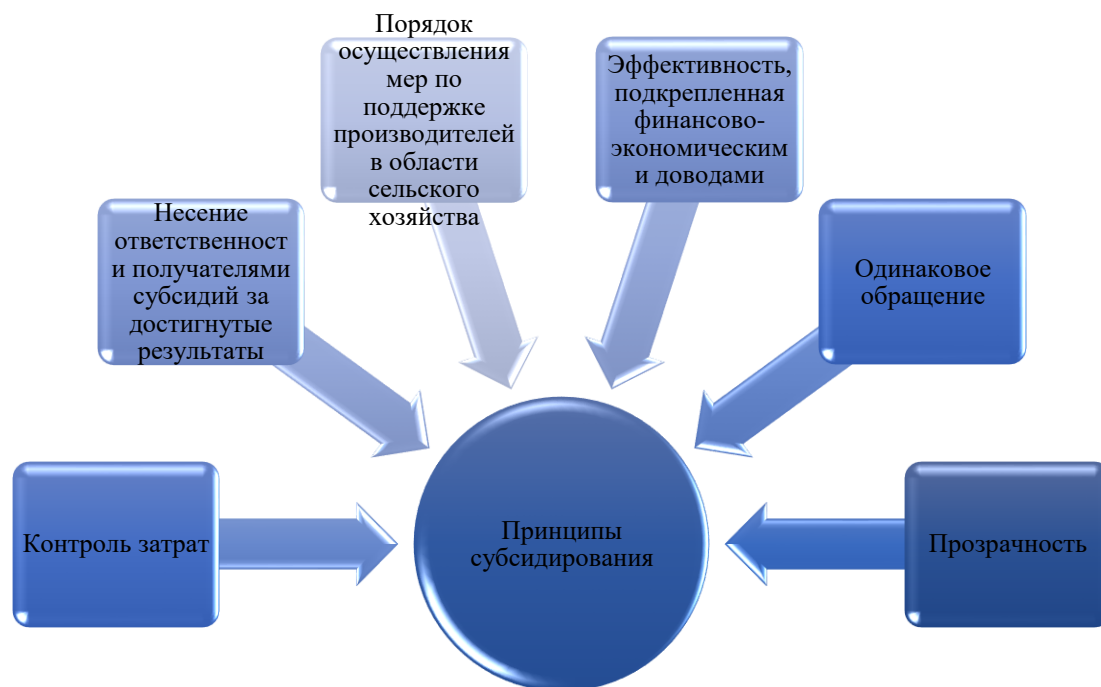 Порядок
осуществления
мер по
поддержке
производителей
в области
сельского
хозяйства
Эффективность,
подкрепленная
финансово-
экономическим
и доводами
Несение
ответственност
и получателями
субсидий за
достигнутые
результаты
Одинаковое
обращение
Контроль затрат
Принципы
субсидирования
Прозрачность